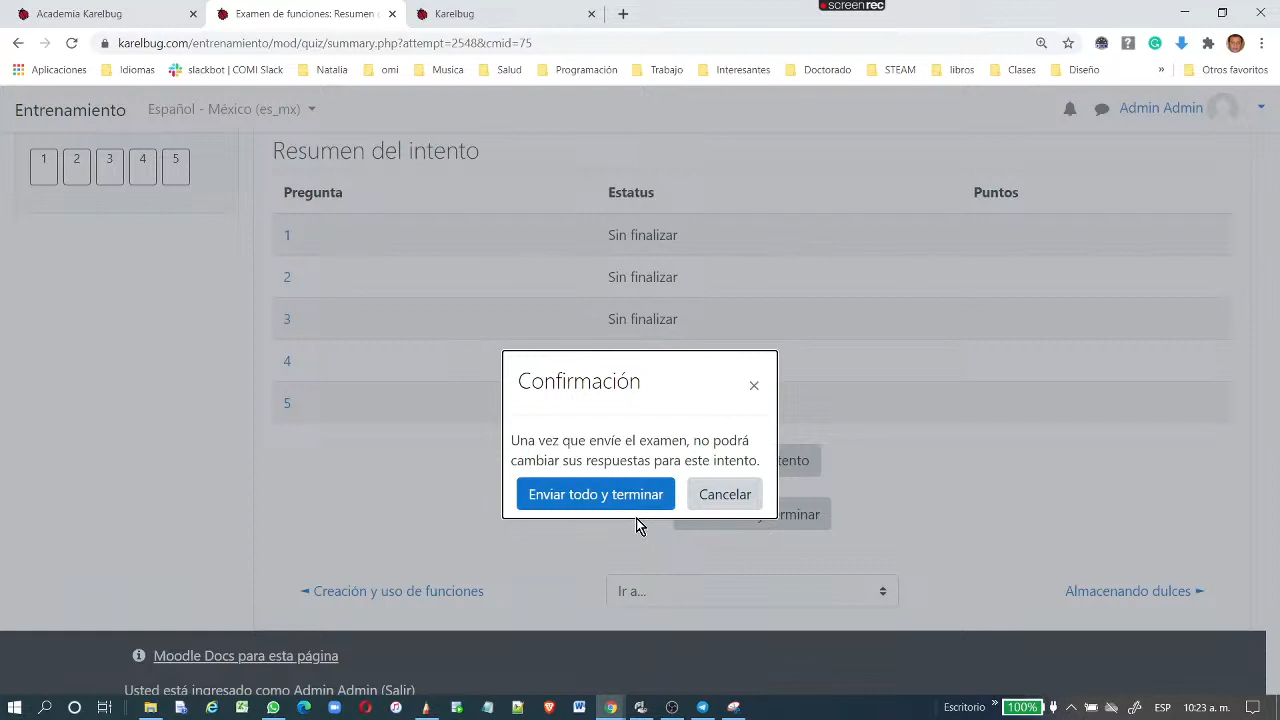 Academia Karelbug
Examen de funciones: Resumen
Karelbug
screenrec
karelbug.com/entrenamiento/mod/quiz/summary.php?attempt=2648&cmid=75
Aplicaciones
Idiomas
slackbot | COMI Slack
Natalia
omi
Musica
Salud
Programación
Trabajo
Interesantes
Doctorado
STEAM
libros
Clases
Diseño
»
Otros favoritos
Entrenamiento
Español - México (es_mx)
Admin Admin
1 2 3 4 5
Resumen del intento
Pregunta Estatus Puntos
1 Sin finalizar
2 Sin finalizar
3 Sin finalizar
4
5
Confirmación
Una vez que envíe el examen, no podrá
cambiar sus respuestas para este intento.
Enviar todo y terminar
Cancelar
◄ Creación y uso de funciones
Ir a...
Almacenando dulces ►
Moodle Docs para esta página
Usted está ingresado como Admin Admin (Salir)
Escritorio » 100% ESP 10:23 a. m.